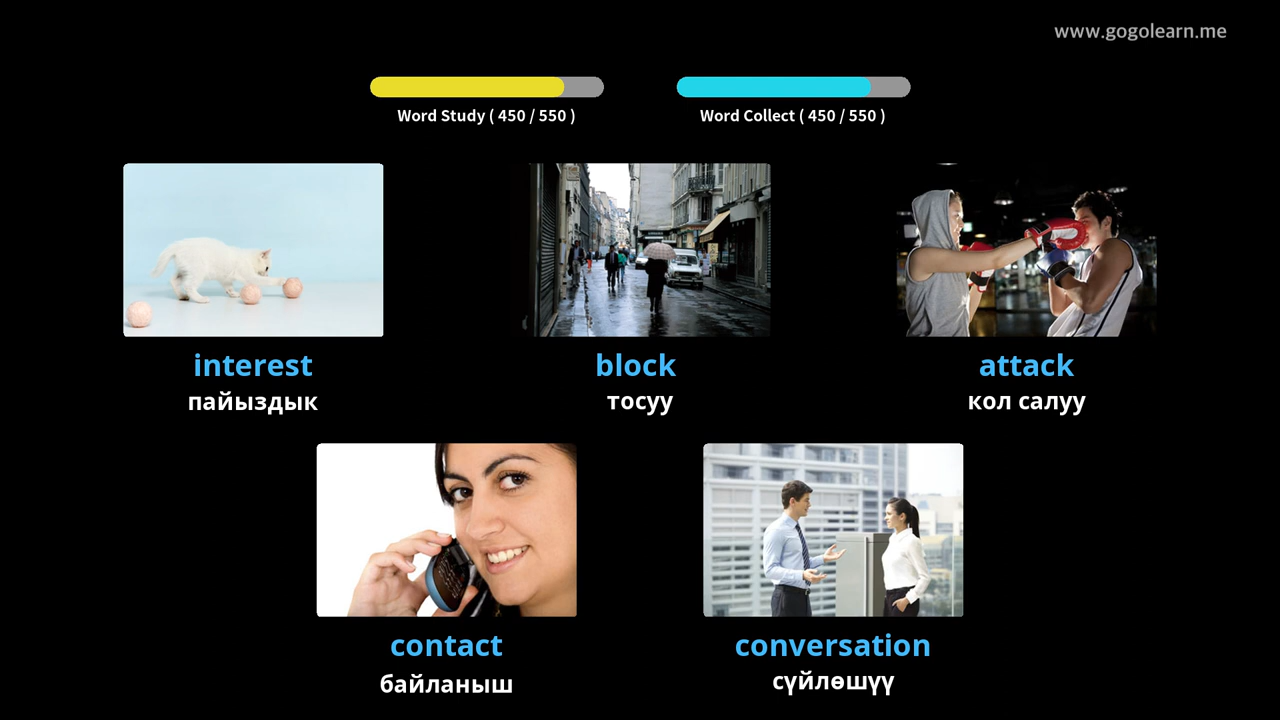 www.gogolearn.me
Word Study ( 450 / 550 )
Word Collect ( 450 / 550 )
interest
пайыздык
block
тосуу
attack
кол салуу
contact
байланыш
conversation
сүйлөшүү